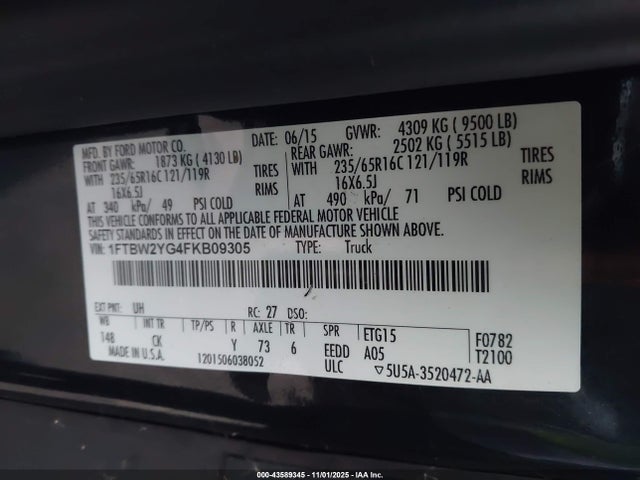 MFD. BY FORD MOTOR CO.
DATE: 06/15 GVWR: 4309 KG ( 9500 LB)
FRONT GAWR: 1873 KG ( 4130 LB)
REAR GAWR: 2502 KG ( 5515 LB)
WITH 235/65R16C 121/119R TIRES
WITH 235/65R16C 121/119R TIRES
16X6.5J RIMS
16X6.5J RIMS
AT 340 kPa/ 49 PSI COLD
AT 490 kPa/ 71 PSI COLD
THIS VEHICLE CONFORMS TO ALL APPLICABLE FEDERAL MOTOR VEHICLE
SAFETY STANDARDS IN EFFECT ON THE DATE OF MANUFACTURE SHOWN ABOVE.
VIN: 1FTBW2YG4FKB09305 TYPE: Truck
EXT PNT: UH RC: 27 DSO:
WB INT TR TP/PS R AXLE TR SPR ETG15 F0782
148 CK Y 73 6 EEDD A05 T2100
MADE IN U.S.A. 1201506038052 ULC ▽5U5A-3520472-AA
000-43589345 - 11/01/2025 - IAA, Inc.